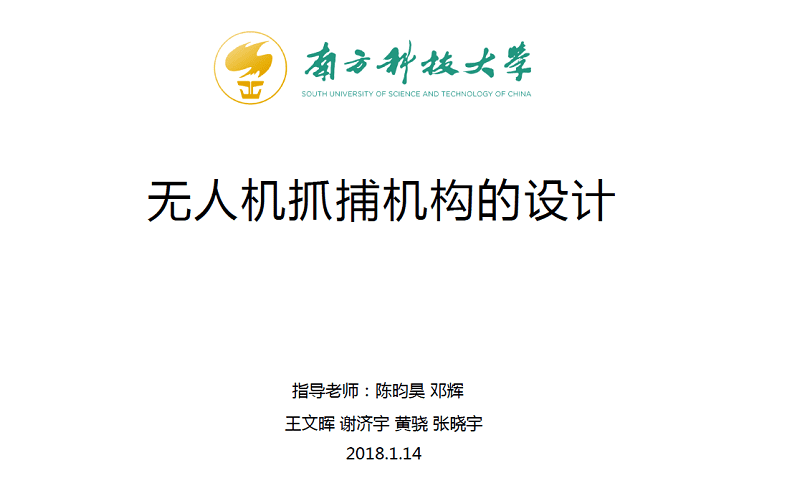 南方科技大学
SOUTH UNIVERSITY OF SCIENCE AND TECHNOLOGY OF CHINA
无人机抓捕机构的设计
指导老师：陈昀昊 邓辉
王文晖 谢济宇 黄骁 张晓宇
2018.1.14